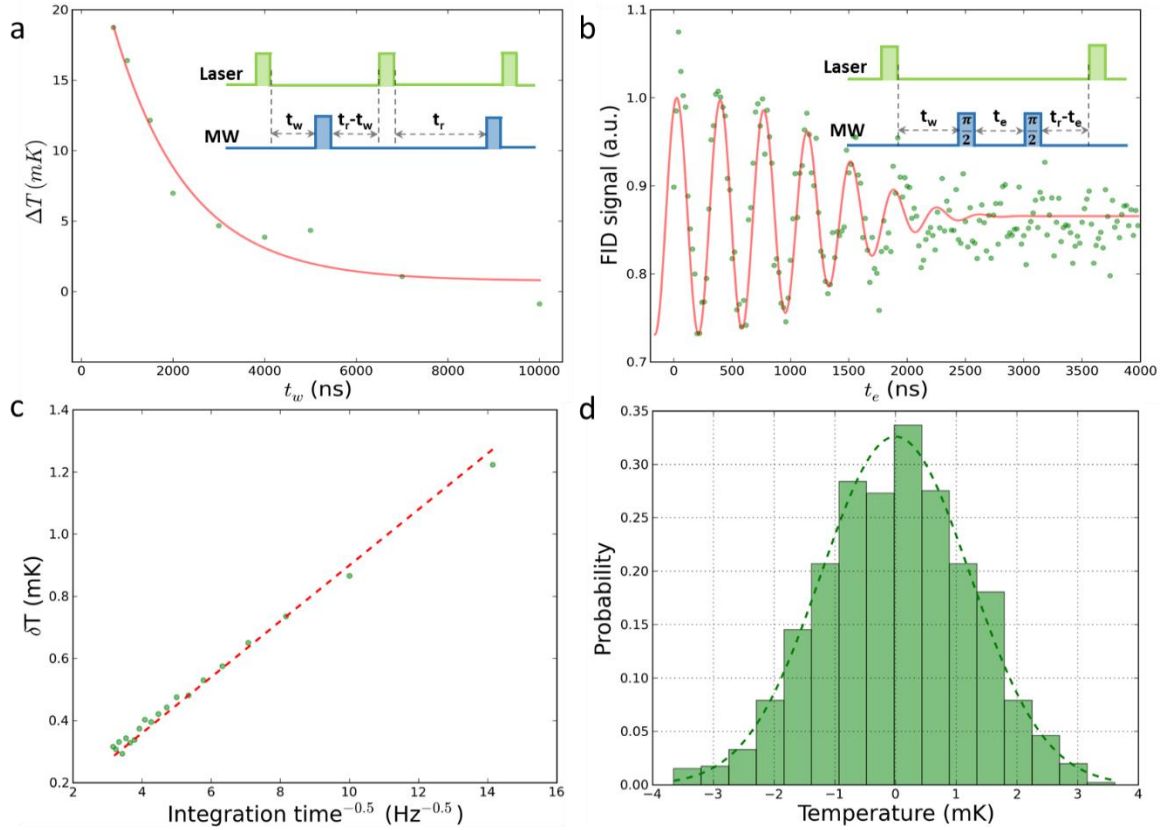 a
20
15
10
5
0
ΔT (mK)
0 2000 4000 6000 8000 10000
t_w (ns)
Laser
MW
t_w t_r-t_w t_r
b
1.1
1.0
0.9
0.8
0.7
FID signal (a.u.)
0 500 1000 1500 2000 2500 3000 3500 4000
t_e (ns)
Laser
MW
t_w π/2 t_e π/2 t_r-t_e
c
1.4
1.2
1.0
0.8
0.6
0.4
0.2
δT (mK)
2 4 6 8 10 12 14 16
Integration time^-0.5 (Hz^-0.5)
d
0.35
0.30
0.25
0.20
0.15
0.10
0.05
0.00
Probability
−4 −3 −2 −1 0 1 2 3 4
Temperature (mK)